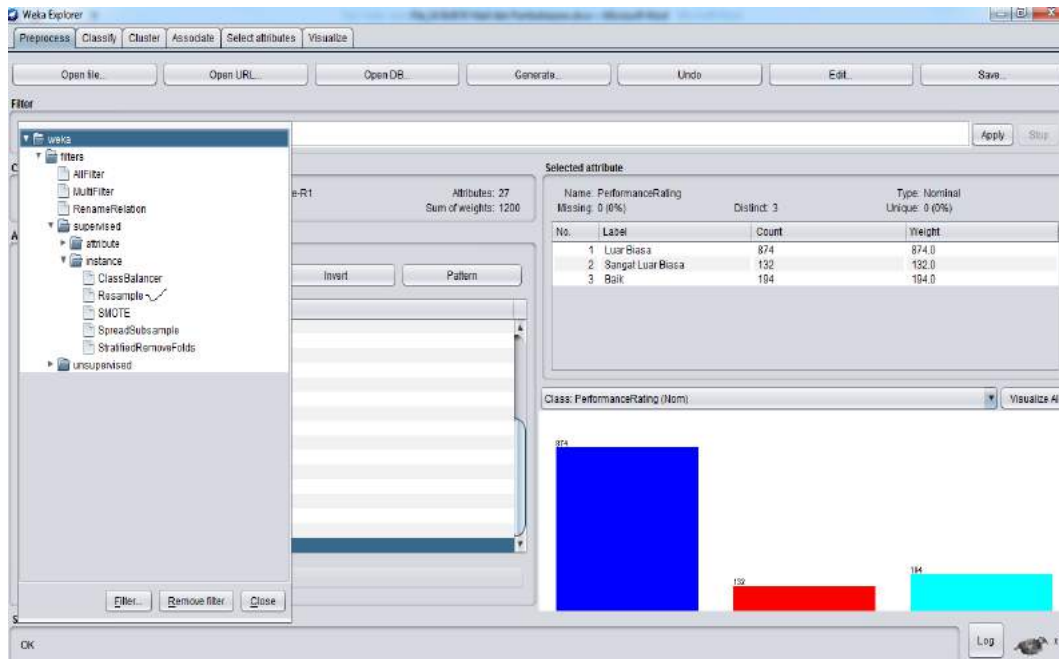 Weka Explorer
Preprocess Classify Cluster Associate Select attributes Visualize
Open file... Open URL... Open DB... Generate... Undo Edit... Save...
Filter
Apply Stop
weka
filters
AllFilter
MultiFilter
RenameRelation
supervised
attribute
instance
ClassBalancer
Resample
SMOTE
SpreadSubsample
StratifiedRemoveFolds
unsupervised
Filter... Remove filter Close
e-R1 Attributes: 27
Sum of weights: 1200
Invert Pattern
Selected attribute
Name: PerformanceRating Type: Nominal
Missing: 0 (0%) Distinct: 3 Unique: 0 (0%)
No. Label Count Weight
1 Luar Biasa 874 874.0
2 Sangat Luar Biasa 132 132.0
3 Baik 194 194.0
Class: PerformanceRating (Nom) Visualize All
874
132
194
OK
Log
x